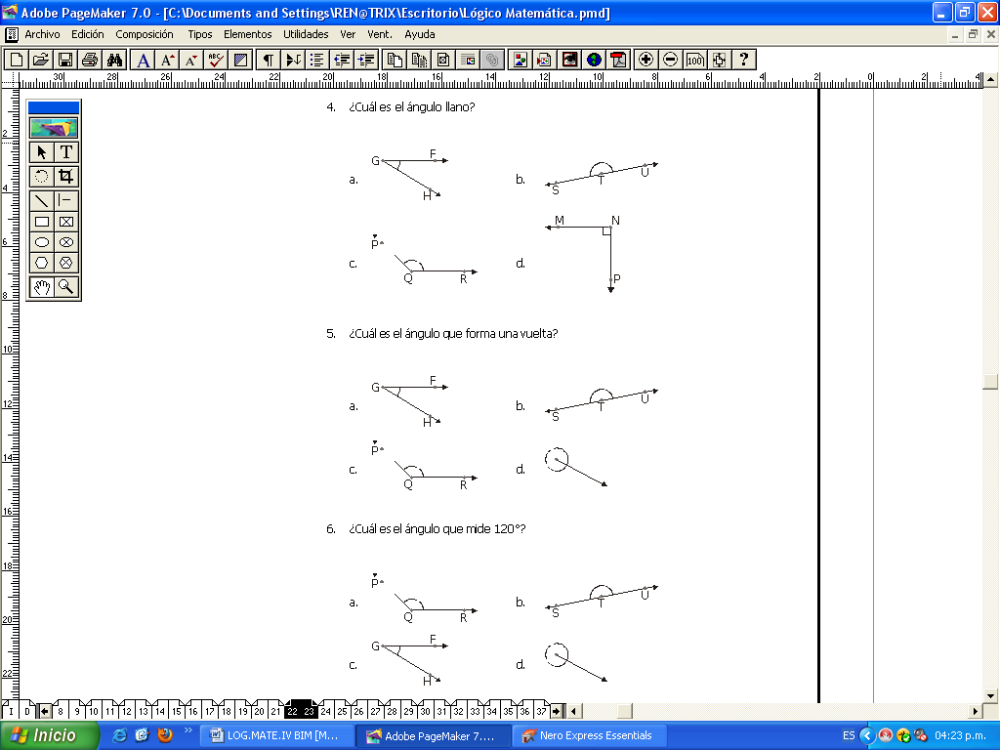 Adobe PageMaker 7.0 - [C:\Documents and Settings\REN@TRIX\Escritorio\Lógico Matemática.pmd]
Archivo Edición Composición Tipos Elementos Utilidades Ver Vent. Ayuda
30 28 26 24 22 20 18 16 14 12 10 8 6 4 2 0 2 4
4. ¿Cuál es el ángulo llano?
a. G F H
b. S T U
c. P Q R
d. M N P
5. ¿Cuál es el ángulo que forma una vuelta?
a. G F H
b. S T U
c. P Q R
d.
6. ¿Cuál es el ángulo que mide 120°?
a. P Q R
b. S T U
c. G F H
d.
2
4
6
8
10
12
14
16
18
20
22
I D 8 9 10 11 12 13 14 15 16 17 18 19 20 21 22 23 24 25 26 27 28 29 30 31 32 33 34 35 36 37
Inicio LOG.MATE.IV BIM [M... Adobe PageMaker 7.... Nero Express Essentials ES 04:23 p.m.